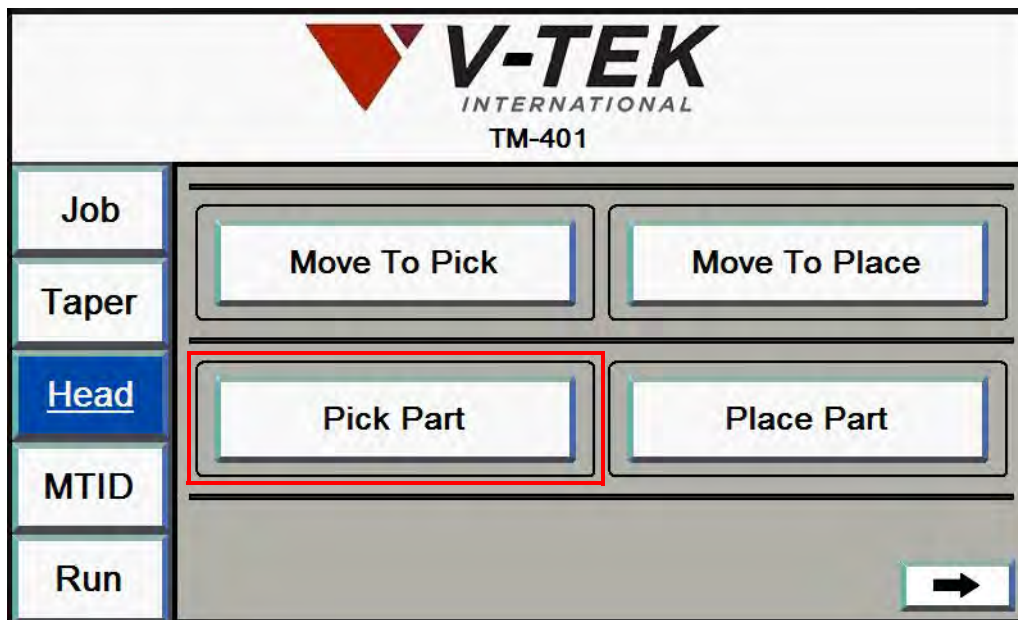 V-TEK
INTERNATIONAL
TM-401
Job
Taper
Head
MTID
Run
Move To Pick
Move To Place
Pick Part
Place Part